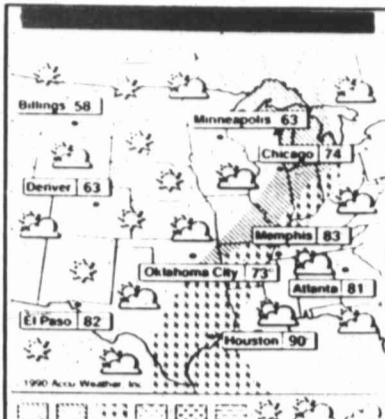 Billings 58
Minneapolis 63
Chicago 74
Denver 63
Memphis 83
Oklahoma City 73
Atlanta 81
El Paso 82
Houston 90
1990 Accu Weather, Inc